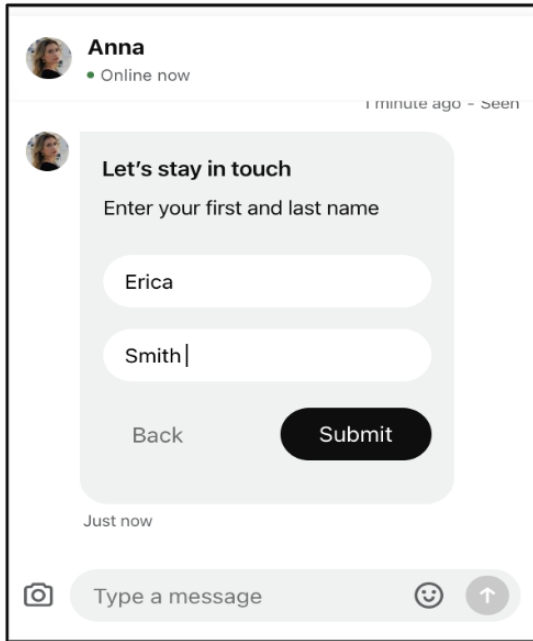 Anna
Online now
1 minute ago - Seen
Let's stay in touch
Enter your first and last name
Erica
Smith
Back
Submit
Just now
Type a message